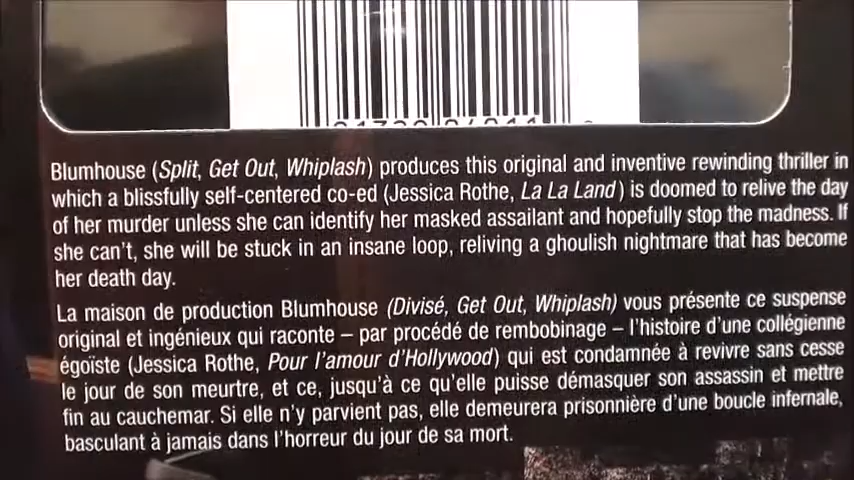 Blumhouse (Split, Get Out, Whiplash) produces this original and inventive rewinding thriller in
which a blissfully self-centered co-ed (Jessica Rothe, La La Land) is doomed to relive the day
of her murder unless she can identify her masked assailant and hopefully stop the madness. If
she can't, she will be stuck in an insane loop, reliving a ghoulish nightmare that has become
her death day.
La maison de production Blumhouse (Divisé, Get Out, Whiplash) vous présente ce suspense
original et ingénieux qui raconte – par procédé de rembobinage – l'histoire d'une collégienne
égoïste (Jessica Rothe, Pour l'amour d'Hollywood) qui est condamnée à revivre sans cesse
le jour de son meurtre, et ce, jusqu'à ce qu'elle puisse démasquer son assassin et mettre
fin au cauchemar. Si elle n'y parvient pas, elle demeurera prisonnière d'une boucle infernale,
basculant à jamais dans l'horreur du jour de sa mort.